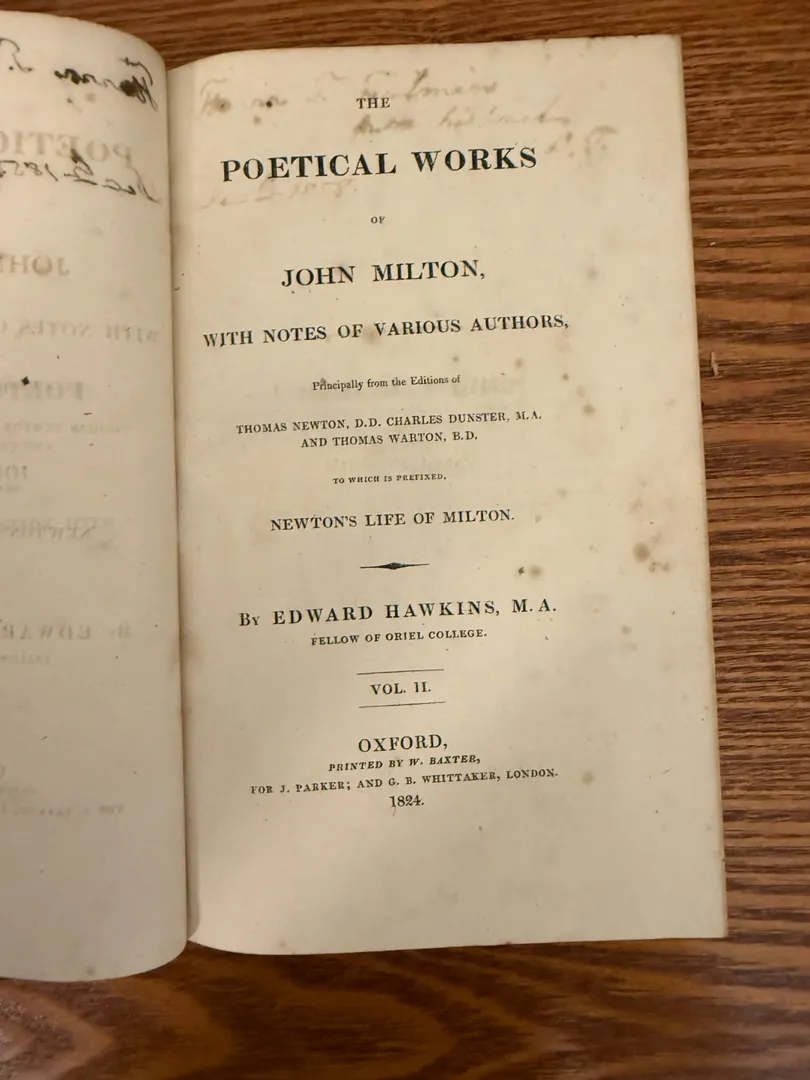 THE
POETICAL WORKS
OF
JOHN MILTON,
WITH NOTES OF VARIOUS AUTHORS,
Principally from the Editions of
THOMAS NEWTON, D.D. CHARLES DUNSTER, M.A.
AND THOMAS WARTON, B.D.
TO WHICH IS PREFIXED,
NEWTON'S LIFE OF MILTON.
By EDWARD HAWKINS, M.A.
FELLOW OF ORIEL COLLEGE.
VOL. II.
OXFORD,
PRINTED BY W. BAXTER,
FOR J. PARKER; AND G. B. WHITTAKER, LONDON.
1824.